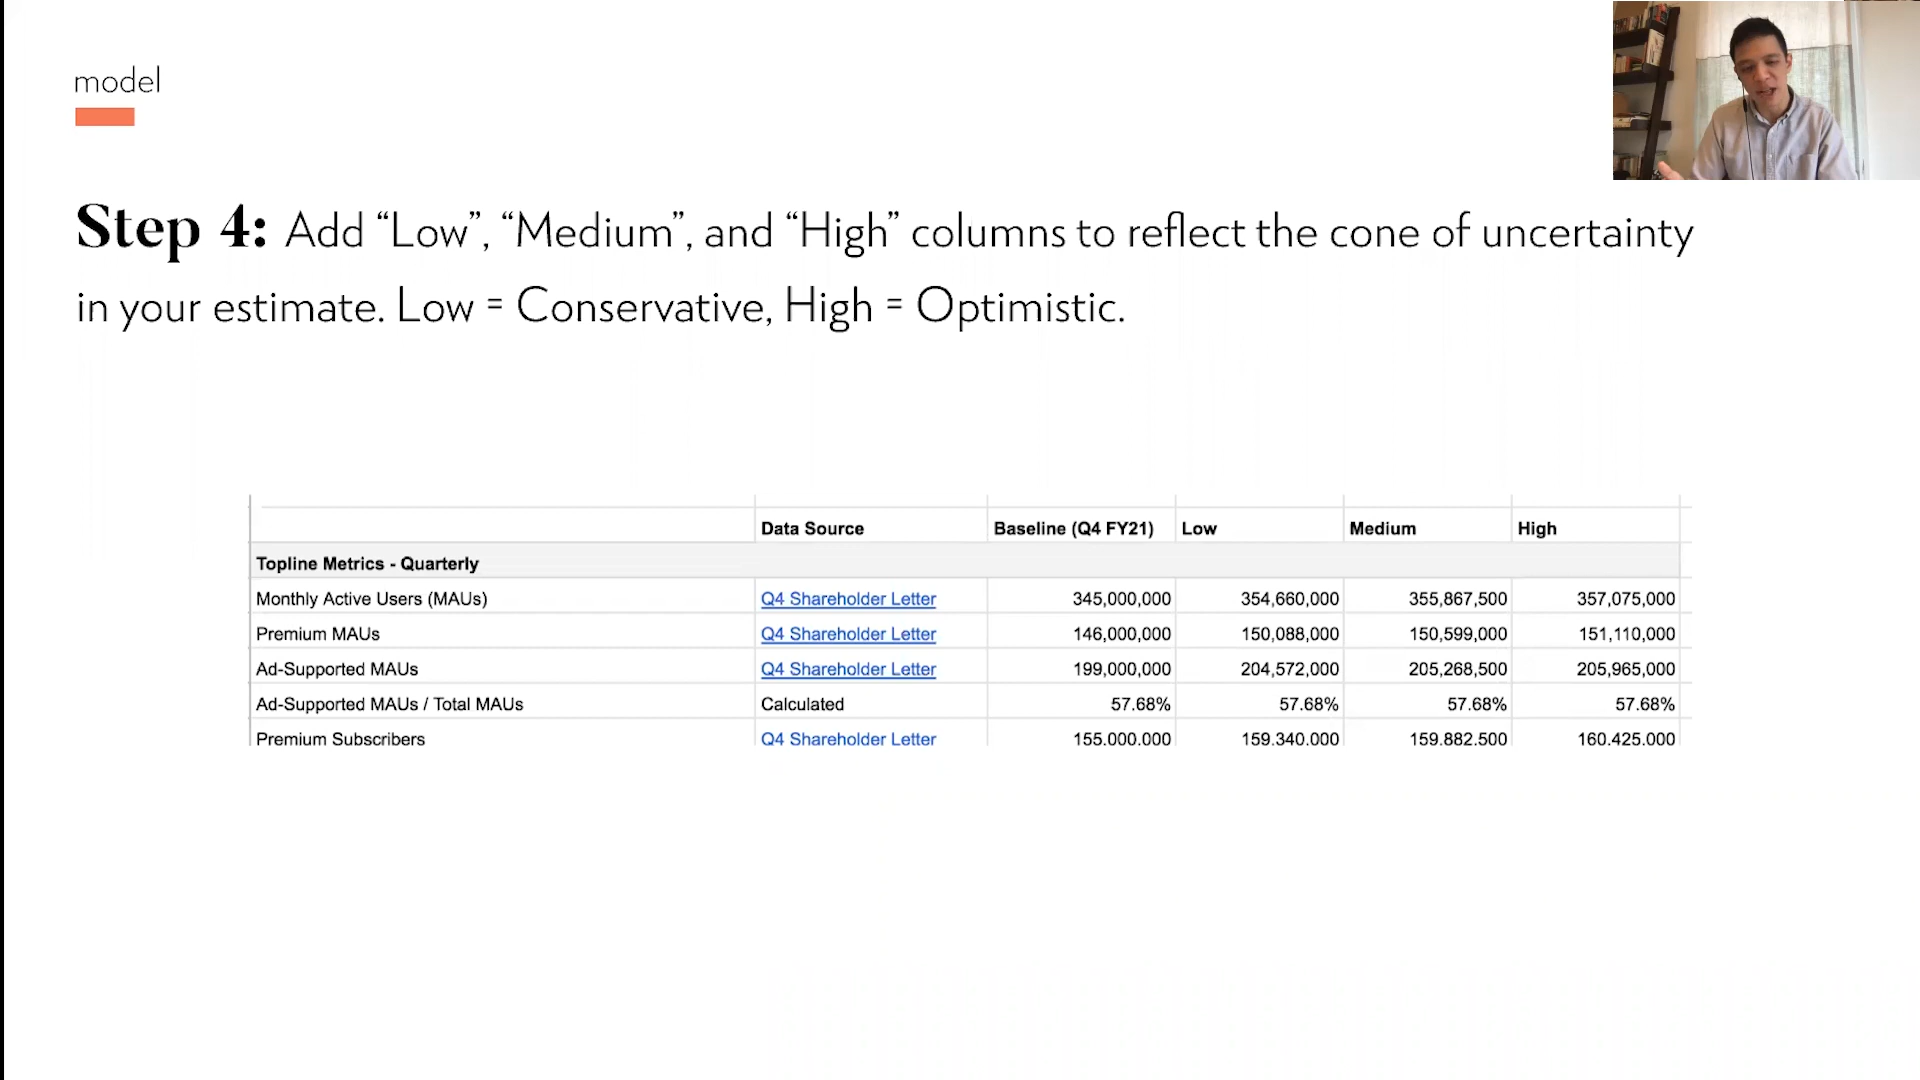 model
Step 4: Add “Low”, “Medium”, and “High” columns to reflect the cone of uncertainty
in your estimate. Low = Conservative, High = Optimistic.
Data Source Baseline (Q4 FY21) Low Medium High
Topline Metrics - Quarterly
Monthly Active Users (MAUs) Q4 Shareholder Letter 345,000,000 354,660,000 355,867,500 357,075,000
Premium MAUs Q4 Shareholder Letter 146,000,000 150,088,000 150,599,000 151,110,000
Ad-Supported MAUs Q4 Shareholder Letter 199,000,000 204,572,000 205,268,500 205,965,000
Ad-Supported MAUs / Total MAUs Calculated 57.68% 57.68% 57.68% 57.68%
Premium Subscribers Q4 Shareholder Letter 155.000.000 159.340.000 159.882.500 160.425.000